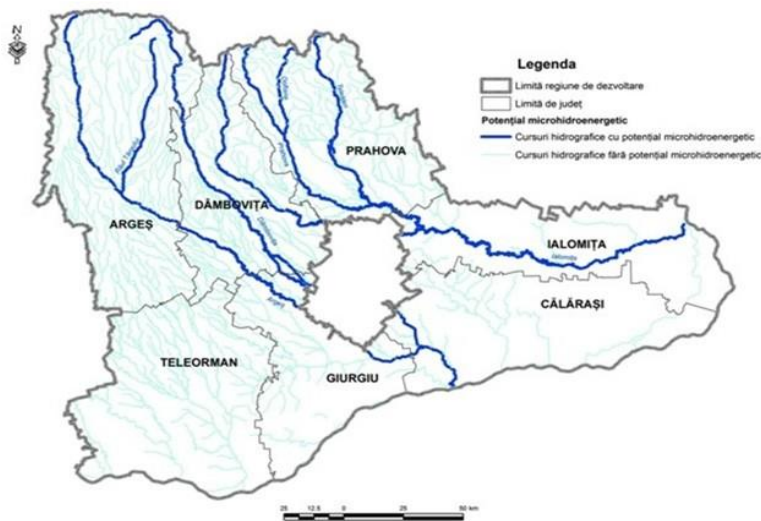 N
Legenda
Limită regiune de dezvoltare
Limită de județ
Potențial microhidroenergetic
Cursuri hidrografice cu potențial microhidroenergetic
Cursuri hidrografice fără potențial microhidroenergetic
PRAHOVA
DÂMBOVIȚA
ARGEȘ
IALOMIȚA
Ialomița
CĂLĂRAȘI
Argeș
TELEORMAN
GIURGIU
25 12.5 0 25 50 km